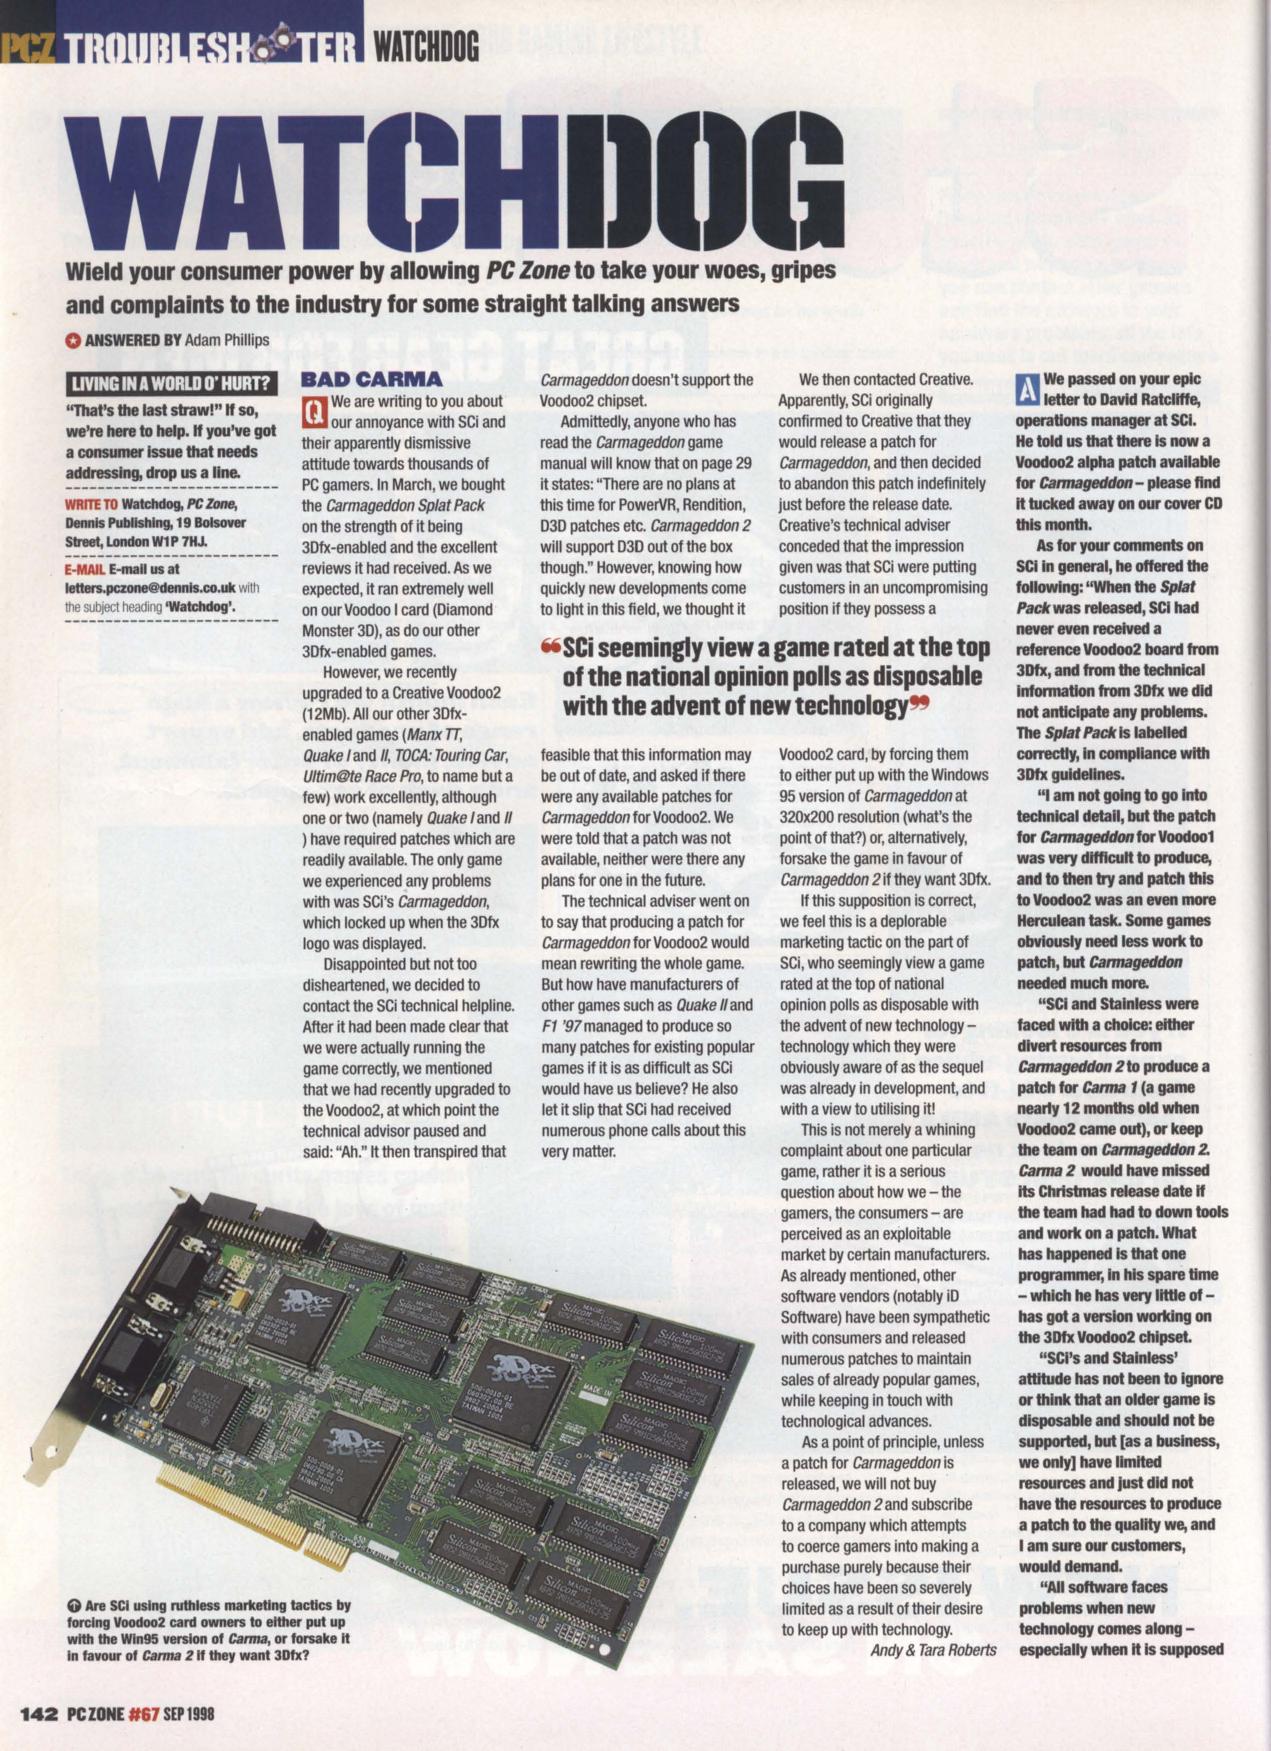 PCZ TROUBLESHOOTER WATCHDOG
WATCHDOG
Wield your consumer power by allowing PC Zone to take your woes, gripes
and complaints to the industry for some straight talking answers
ANSWERED BY Adam Phillips
LIVING IN A WORLD O' HURT?
“That's the last straw!” If so,
we're here to help. If you've got
a consumer issue that needs
addressing, drop us a line.
WRITE TO Watchdog, PC Zone,
Dennis Publishing, 19 Bolsover
Street, London W1P 7HJ.
E-MAIL E-mail us at
letters.pczone@dennis.co.uk with
the subject heading ‘Watchdog’.
BAD CARMA
Q We are writing to you about
our annoyance with SCi and
their apparently dismissive
attitude towards thousands of
PC gamers. In March, we bought
the Carmageddon Splat Pack
on the strength of it being
3Dfx-enabled and the excellent
reviews it had received. As we
expected, it ran extremely well
on our Voodoo I card (Diamond
Monster 3D), as do our other
3Dfx-enabled games.
However, we recently
upgraded to a Creative Voodoo2
(12Mb). All our other 3Dfx-
enabled games (Manx TT,
Quake I and II, TOCA: Touring Car,
Ultim@te Race Pro, to name but a
few) work excellently, although
one or two (namely Quake I and II
) have required patches which are
readily available. The only game
we experienced any problems
with was SCi's Carmageddon,
which locked up when the 3Dfx
logo was displayed.
Disappointed but not too
disheartened, we decided to
contact the SCi technical helpline.
After it had been made clear that
we were actually running the
game correctly, we mentioned
that we had recently upgraded to
the Voodoo2, at which point the
technical advisor paused and
said: “Ah.” It then transpired that
Carmageddon doesn't support the
Voodoo2 chipset.
Admittedly, anyone who has
read the Carmageddon game
manual will know that on page 29
it states: “There are no plans at
this time for PowerVR, Rendition,
D3D patches etc. Carmageddon 2
will support D3D out of the box
though.” However, knowing how
quickly new developments come
to light in this field, we thought it
feasible that this information may
be out of date, and asked if there
were any available patches for
Carmageddon for Voodoo2. We
were told that a patch was not
available, neither were there any
plans for one in the future.
The technical adviser went on
to say that producing a patch for
Carmageddon for Voodoo2 would
mean rewriting the whole game.
But how have manufacturers of
other games such as Quake II and
F1 '97 managed to produce so
many patches for existing popular
games if it is as difficult as SCi
would have us believe? He also
let it slip that SCi had received
numerous phone calls about this
very matter.
We then contacted Creative.
Apparently, SCi originally
confirmed to Creative that they
would release a patch for
Carmageddon, and then decided
to abandon this patch indefinitely
just before the release date.
Creative's technical adviser
conceded that the impression
given was that SCi were putting
customers in an uncompromising
position if they possess a
“SCi seemingly view a game rated at the top
of the national opinion polls as disposable
with the advent of new technology”
Voodoo2 card, by forcing them
to either put up with the Windows
95 version of Carmageddon at
320x200 resolution (what's the
point of that?) or, alternatively,
forsake the game in favour of
Carmageddon 2 if they want 3Dfx.
If this supposition is correct,
we feel this is a deplorable
marketing tactic on the part of
SCi, who seemingly view a game
rated at the top of national
opinion polls as disposable with
the advent of new technology –
technology which they were
obviously aware of as the sequel
was already in development, and
with a view to utilising it!
This is not merely a whining
complaint about one particular
game, rather it is a serious
question about how we – the
gamers, the consumers – are
perceived as an exploitable
market by certain manufacturers.
As already mentioned, other
software vendors (notably iD
Software) have been sympathetic
with consumers and released
numerous patches to maintain
sales of already popular games,
while keeping in touch with
technological advances.
As a point of principle, unless
a patch for Carmageddon is
released, we will not buy
Carmageddon 2 and subscribe
to a company which attempts
to coerce gamers into making a
purchase purely because their
choices have been so severely
limited as a result of their desire
to keep up with technology.
Andy & Tara Roberts
A We passed on your epic
letter to David Ratcliffe,
operations manager at SCi.
He told us that there is now a
Voodoo2 alpha patch available
for Carmageddon – please find
it tucked away on our cover CD
this month.
As for your comments on
SCi in general, he offered the
following: “When the Splat
Pack was released, SCi had
never even received a
reference Voodoo2 board from
3Dfx, and from the technical
information from 3Dfx we did
not anticipate any problems.
The Splat Pack is labelled
correctly, in compliance with
3Dfx guidelines.
“I am not going to go into
technical detail, but the patch
for Carmageddon for Voodoo1
was very difficult to produce,
and to then try and patch this
to Voodoo2 was an even more
Herculean task. Some games
obviously need less work to
patch, but Carmageddon
needed much more.
“SCi and Stainless were
faced with a choice: either
divert resources from
Carmageddon 2 to produce a
patch for Carma 1 (a game
nearly 12 months old when
Voodoo2 came out), or keep
the team on Carmageddon 2.
Carma 2 would have missed
its Christmas release date if
the team had had to down tools
and work on a patch. What
has happened is that one
programmer, in his spare time
– which he has very little of –
has got a version working on
the 3Dfx Voodoo2 chipset.
“SCi's and Stainless'
attitude has not been to ignore
or think that an older game is
disposable and should not be
supported, but [as a business,
we only] have limited
resources and just did not
have the resources to produce
a patch to the quality we, and
I am sure our customers,
would demand.
“All software faces
problems when new
technology comes along –
especially when it is supposed
3Dfx
3Dfx
3Dfx
MADE IN
Are SCi using ruthless marketing tactics by
forcing Voodoo2 card owners to either put up
with the Win95 version of Carma, or forsake it
in favour of Carma 2 if they want 3Dfx?
142 PC ZONE #67 SEP 1998